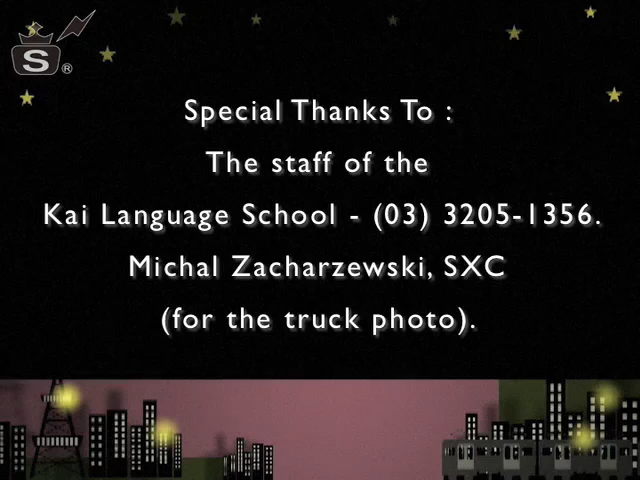 S®
Special Thanks To :
The staff of the
Kai Language School - (03) 3205-1356.
Michal Zacharzewski, SXC
(for the truck photo).